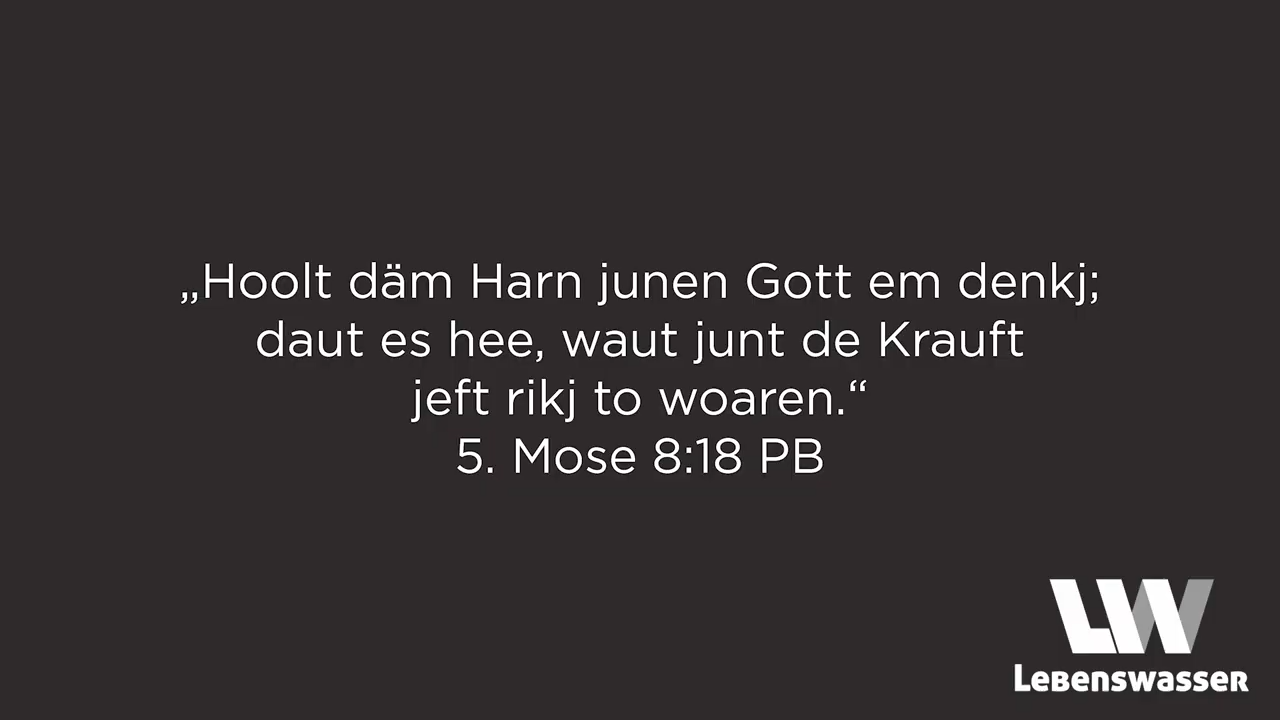 „Hoolt däm Harn junen Gott em denkj;
daut es hee, waut junt de Krauft
jeft rikj to woaren.“
5. Mose 8:18 PB
LW
Lebenswasser